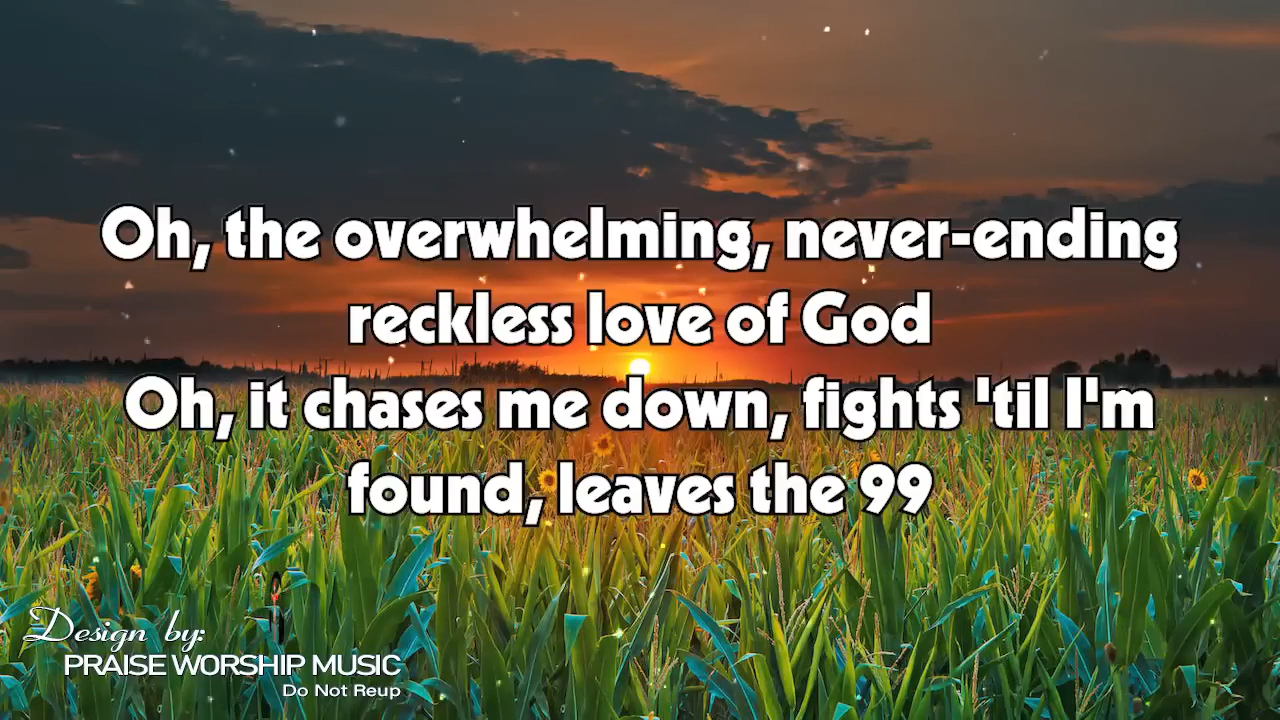 Oh, the overwhelming, never-ending
reckless love of God
Oh, it chases me down, fights 'til I'm
found, leaves the 99
Design by:
PRAISE WORSHIP MUSIC
Do Not Reup